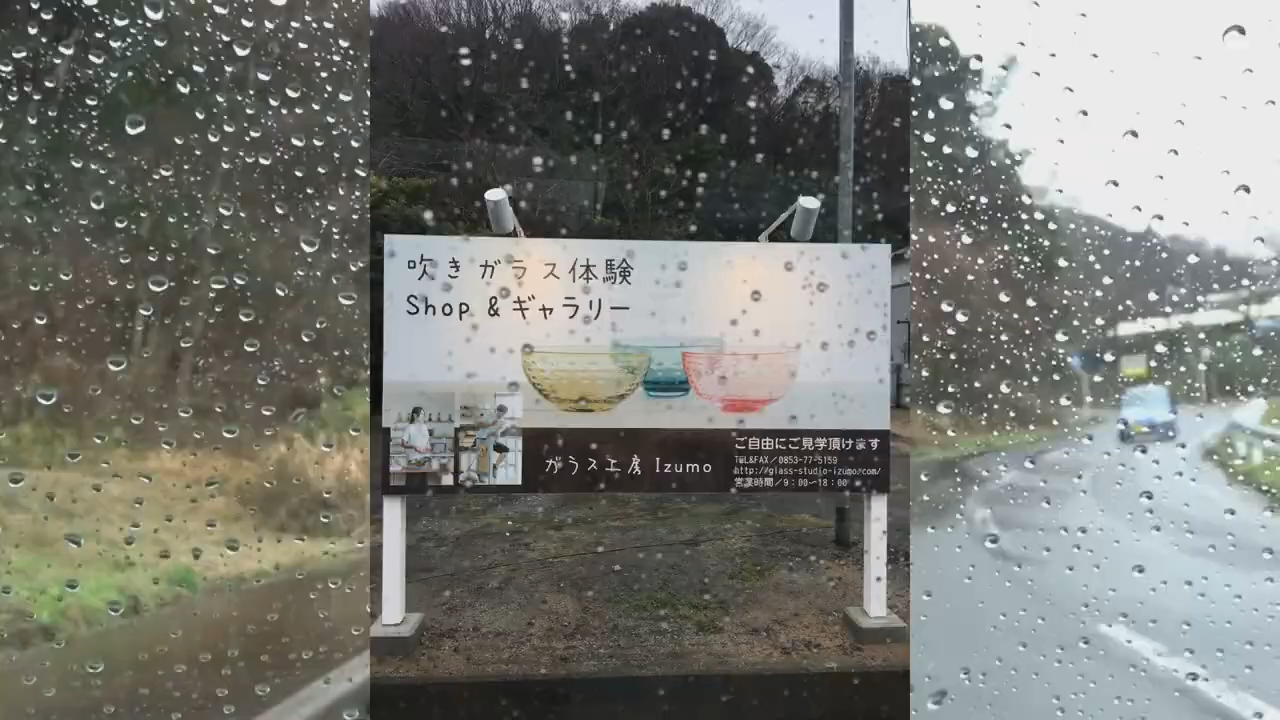 吹きガラス体験
Shop & ギャラリー
ガラス工房 Izumo
ご自由にご見学頂けます
TEL&FAX/0853-77-5159
http://glass-studio-izumo.com/
営業時間/9:00~18:00